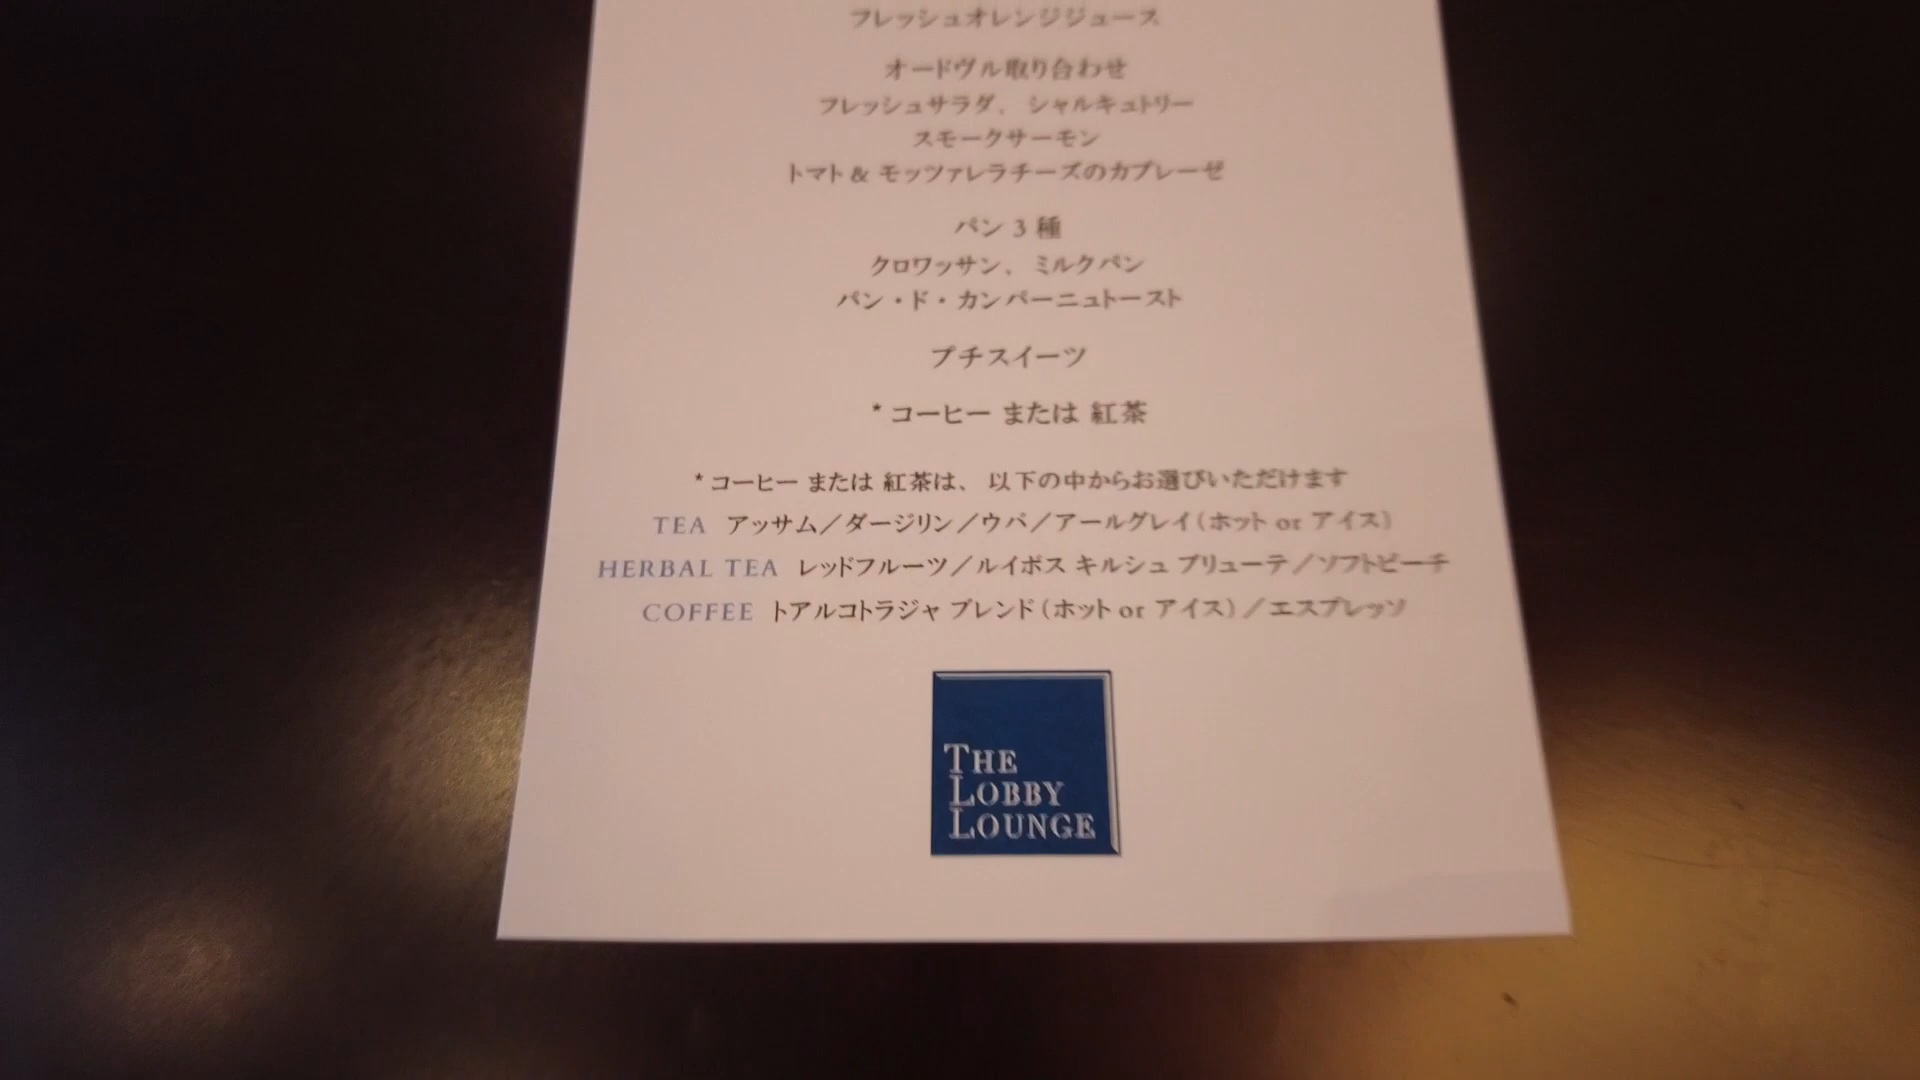 フレッシュオレンジジュース
オードヴル取り合わせ
フレッシュサラダ、シャルキュトリー
スモークサーモン
トマト & モッツァレラチーズのカプレーゼ
パン 3 種
クロワッサン、ミルクパン
パン・ド・カンパーニュトースト
プチスイーツ
* コーヒー または 紅茶
* コーヒー または 紅茶は、以下の中からお選びいただけます
TEA アッサム／ダージリン／ウバ／アールグレイ（ホット or アイス）
HERBAL TEA レッドフルーツ／ルイボス キルシュ ブリューテ／ソフトピーチ
COFFEE トアルコトラジャ ブレンド（ホット or アイス）／エスプレッソ
THE
LOBBY
LOUNGE